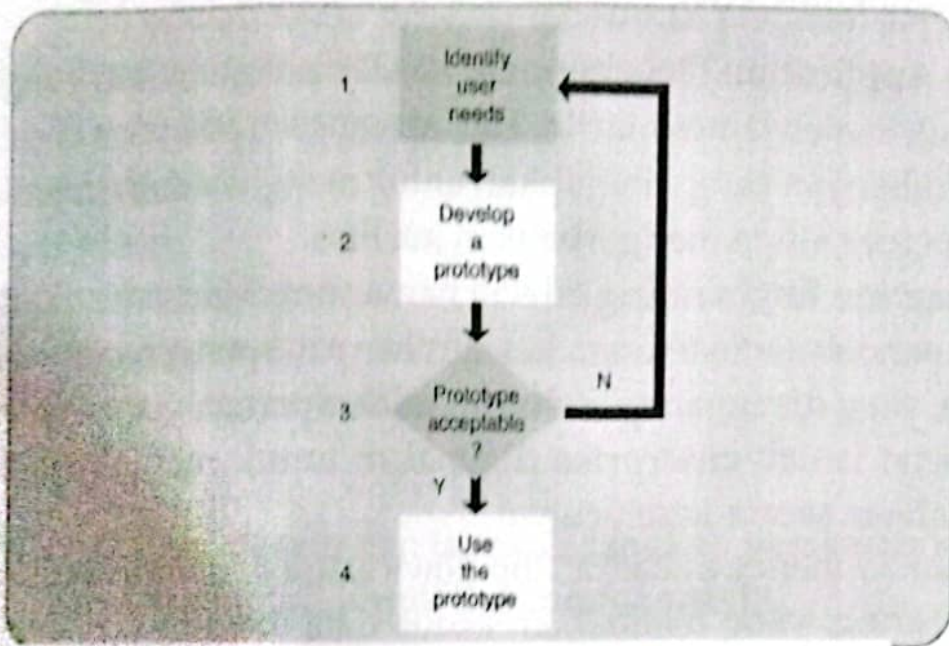 1.
Identify
user
needs
2.
Develop
a
prototype
3.
Prototype
acceptable
?
N
Y
4.
Use
the
prototype